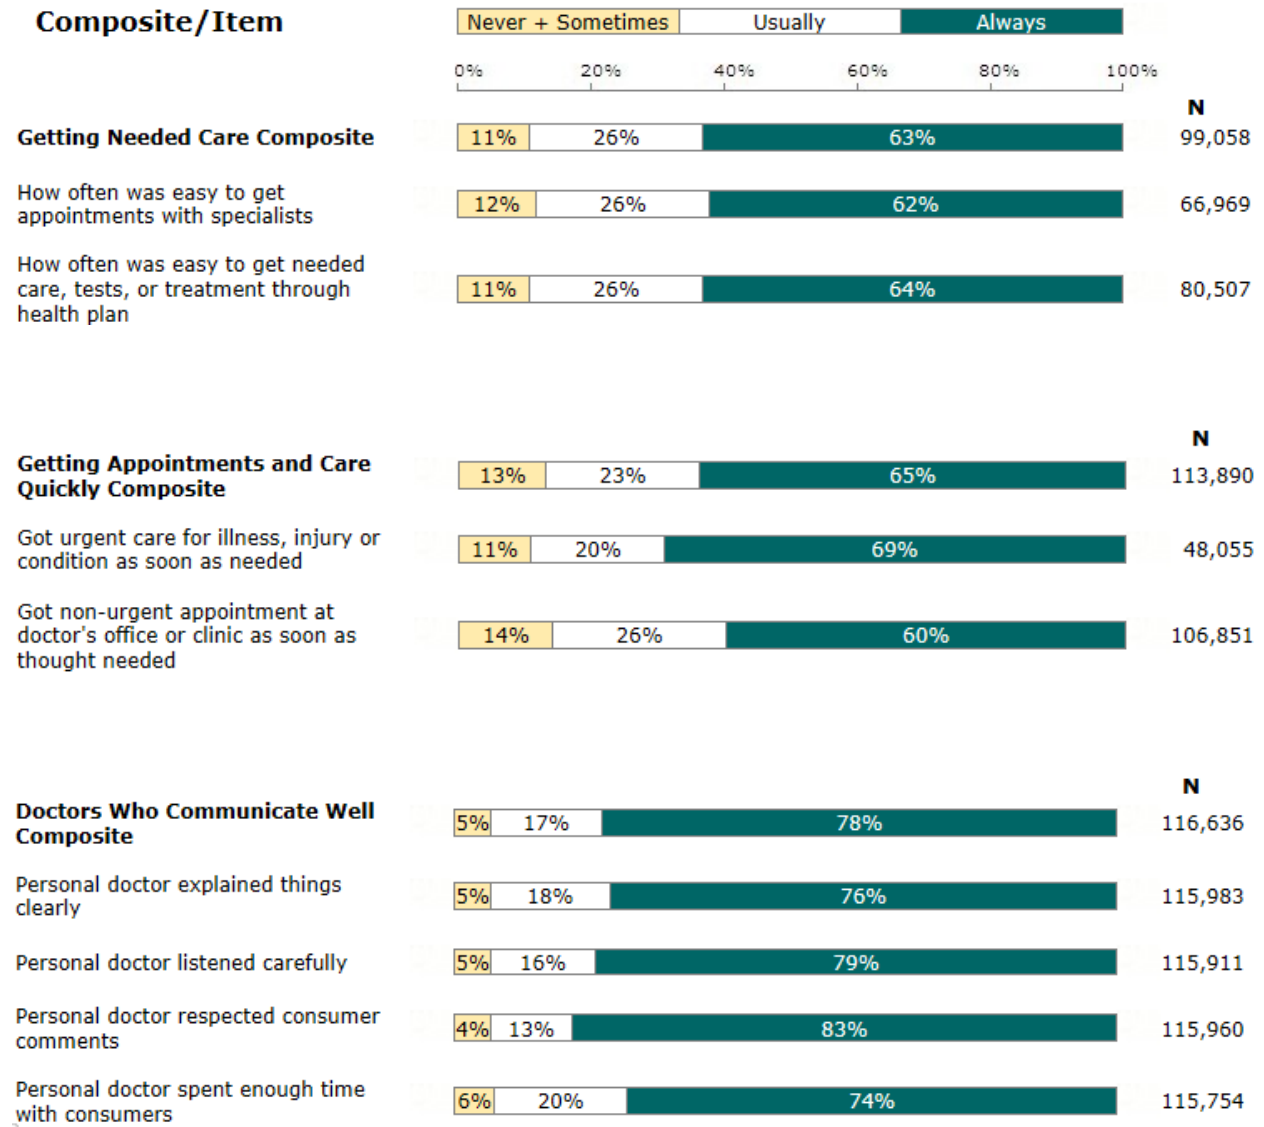 Composite/Item
Never + Sometimes Usually Always
0% 20% 40% 60% 80% 100%
N
Getting Needed Care Composite 11% 26% 63% 99,058
How often was easy to get
appointments with specialists 12% 26% 62% 66,969
How often was easy to get needed
care, tests, or treatment through 11% 26% 64% 80,507
health plan
N
Getting Appointments and Care
Quickly Composite 13% 23% 65% 113,890
Got urgent care for illness, injury or
condition as soon as needed 11% 20% 69% 48,055
Got non-urgent appointment at
doctor's office or clinic as soon as 14% 26% 60% 106,851
thought needed
N
Doctors Who Communicate Well
Composite 5% 17% 78% 116,636
Personal doctor explained things
clearly 5% 18% 76% 115,983
Personal doctor listened carefully 5% 16% 79% 115,911
Personal doctor respected consumer
comments 4% 13% 83% 115,960
Personal doctor spent enough time
with consumers 6% 20% 74% 115,754